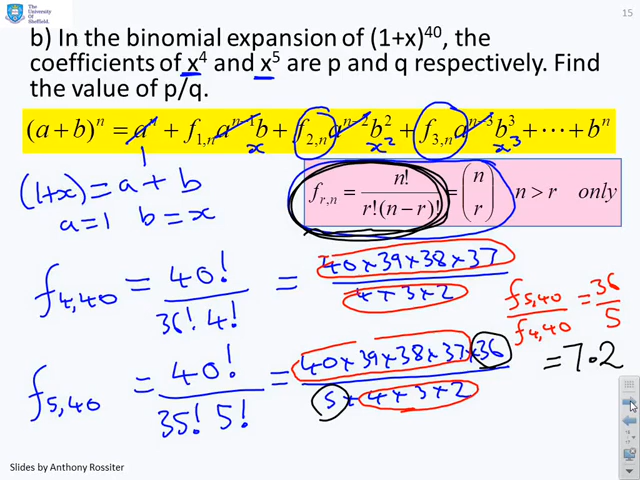 The University Of Sheffield.
15
b) In the binomial expansion of (1+x)^40, the
coefficients of x^4 and x^5 are p and q respectively. Find
the value of p/q.
(a + b)^n = a^n + f_{1,n} a^{n-1} b + f_{2,n} a^{n-2} b^2 + f_{3,n} a^{n-3} b^3 + ⋯ + b^n
1 x x^2 x^3
(1+x) = a + b
a = 1 b = x
f_{r,n} = n! / r!(n − r)! = (n r) n > r only
f_{4,40} = 40! / 36! 4! = 40 × 39 × 38 × 37 / 4 × 3 × 2
f_{5,40} = 40! / 35! 5! = 40 × 39 × 38 × 37 × 36 / 5 × 4 × 3 × 2
f_{5,40} / f_{4,40} = 36 / 5
= 7.2
Slides by Anthony Rossiter